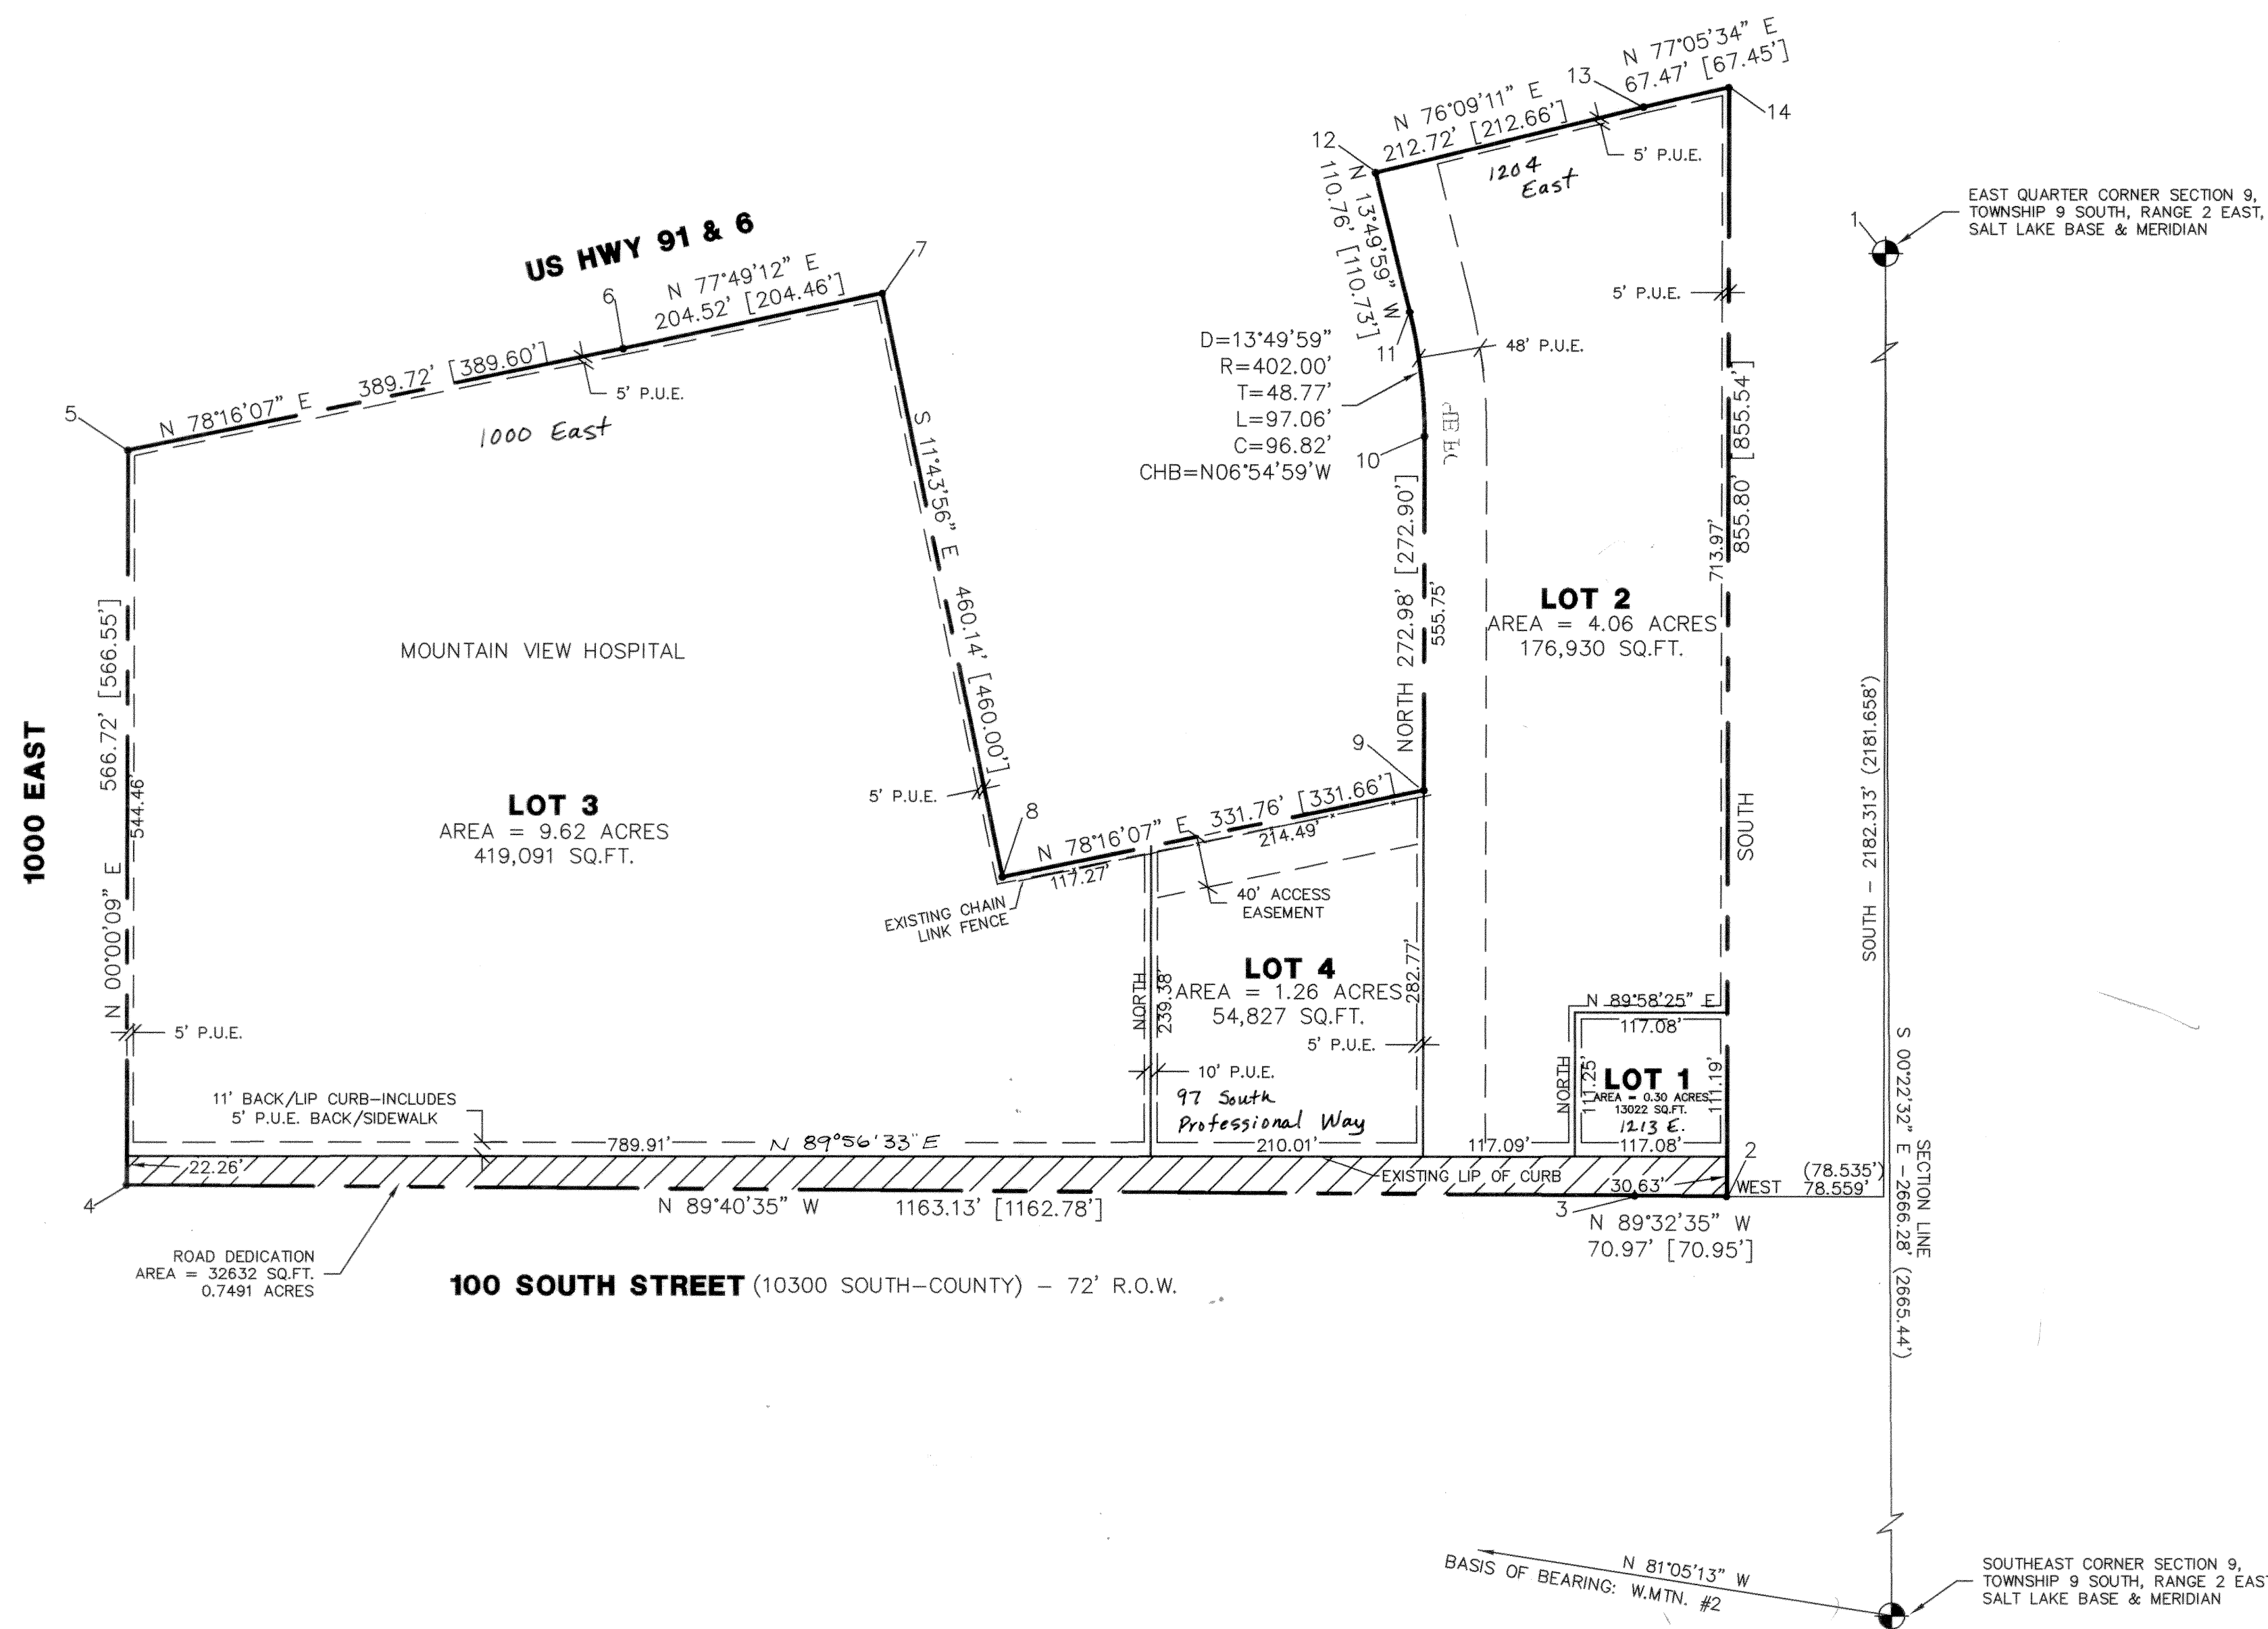 N 77°05'34" E
67.47' [67.45']
13
14
N 76°09'11" E
212.72' [212.66']
12
5' P.U.E.
1204
East
N 13°49'59" W
110.76' [110.73']
EAST QUARTER CORNER SECTION 9,
TOWNSHIP 9 SOUTH, RANGE 2 EAST,
SALT LAKE BASE & MERIDIAN
1
US HWY 91 & 6
7
N 77°49'12" E
204.52' [204.46']
6
5' P.U.E.
11
48' P.U.E.
D=13°49'59"
R=402.00'
T=48.77'
L=97.06'
C=96.82'
CHB=N06°54'59'W
10
5
N 78°16'07" E 389.72' [389.60']
5' P.U.E.
1000 East
S 11°43'56" E 460.14' [460.00']
855.80' [855.54']
713.97'
SOUTH
NORTH 272.98' [272.90']
555.75'
LOT 2
AREA = 4.06 ACRES
176,930 SQ.FT.
MOUNTAIN VIEW HOSPITAL
1000 EAST
N 00°00'09" E 566.72' [566.55']
544.46'
LOT 3
AREA = 9.62 ACRES
419,091 SQ.FT.
5' P.U.E.
8
9
N 78°16'07" E 331.76' [331.66']
117.27'
214.49'
EXISTING CHAIN
LINK FENCE
40' ACCESS
EASEMENT
SOUTH - 2182.313' (2181.658')
LOT 4
AREA = 1.26 ACRES
54,827 SQ.FT.
NORTH
239.38'
282.77'
5' P.U.E.
10' P.U.E.
97 South
Professional Way
N 89°58'25" E
117.08'
NORTH
111.25'
111.19'
LOT 1
AREA = 0.30 ACRES
13022 SQ.FT.
1213 E.
117.08'
5' P.U.E.
11' BACK/LIP CURB-INCLUDES
5' P.U.E. BACK/SIDEWALK
789.91' N 89°56'33" E
210.01'
117.09'
22.26'
EXISTING LIP OF CURB
30.63'
2
WEST
(78.535')
78.559'
4
3
N 89°40'35" W 1163.13' [1162.78']
N 89°32'35" W
70.97' [70.95']
S 00°22'32" E -2666.28' (2665.44')
SECTION LINE
ROAD DEDICATION
AREA = 32632 SQ.FT.
0.7491 ACRES
100 SOUTH STREET (10300 SOUTH-COUNTY) - 72' R.O.W.
N 81°05'13" W
BASIS OF BEARING: W.MTN. #2
SOUTHEAST CORNER SECTION 9,
TOWNSHIP 9 SOUTH, RANGE 2 EAST
SALT LAKE BASE & MERIDIAN